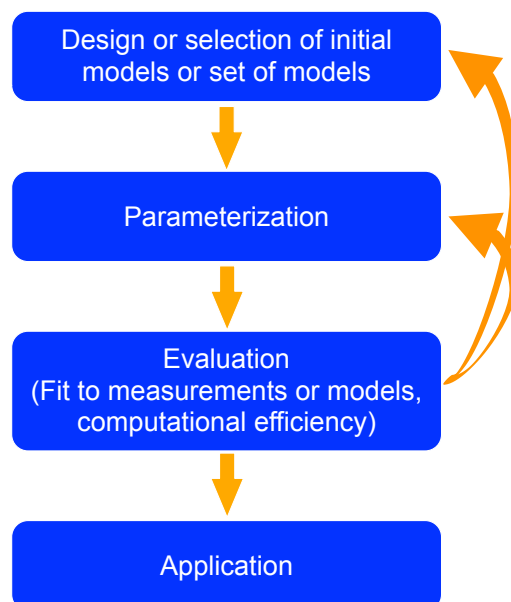 Design or selection of initial
models or set of models
Parameterization
Evaluation
(Fit to measurements or models,
computational efficiency)
Application